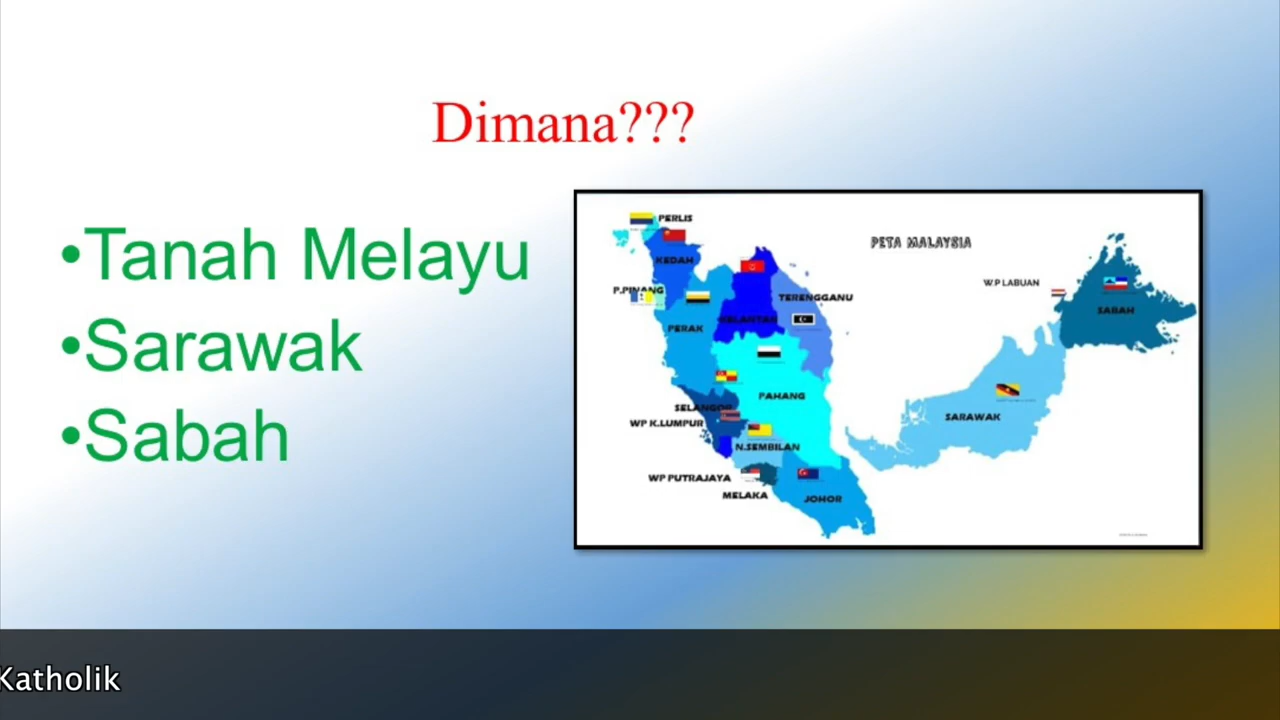 Dimana???
•Tanah Melayu
•Sarawak
•Sabah
PETA MALAYSIA
PERLIS
KEDAH
P.PINANG
PERAK
KELANTAN
TERENGGANU
PAHANG
SELANGOR
WP K.LUMPUR
N.SEMBILAN
WP PUTRAJAYA
MELAKA
JOHOR
W.P LABUAN
SABAH
SARAWAK
Katholik